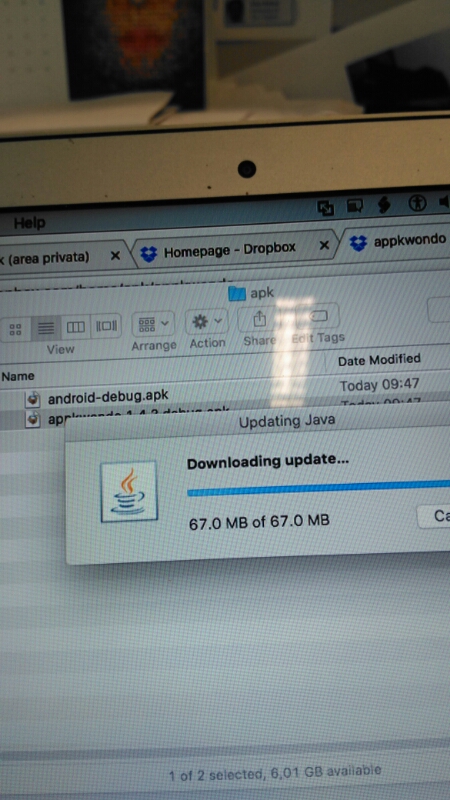 Help
k (area privata)
Homepage - Dropbox
appkwondo
apk
View
Arrange
Action
Share
Edit Tags
Name
Date Modified
android-debug.apk
Today 09:47
Updating Java
Downloading update...
67.0 MB of 67.0 MB
Ca
1 of 2 selected, 6,01 GB available